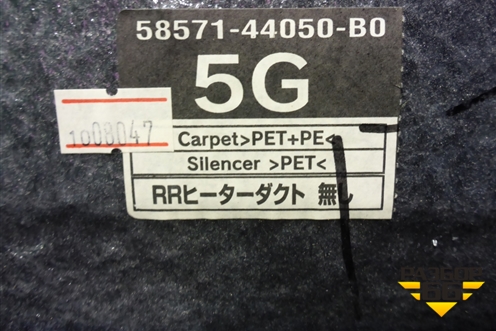 58571-44050-B0
5G
1008047
Carpet>PET+PE<
Silencer >PET<
RRヒーターダクト 無し